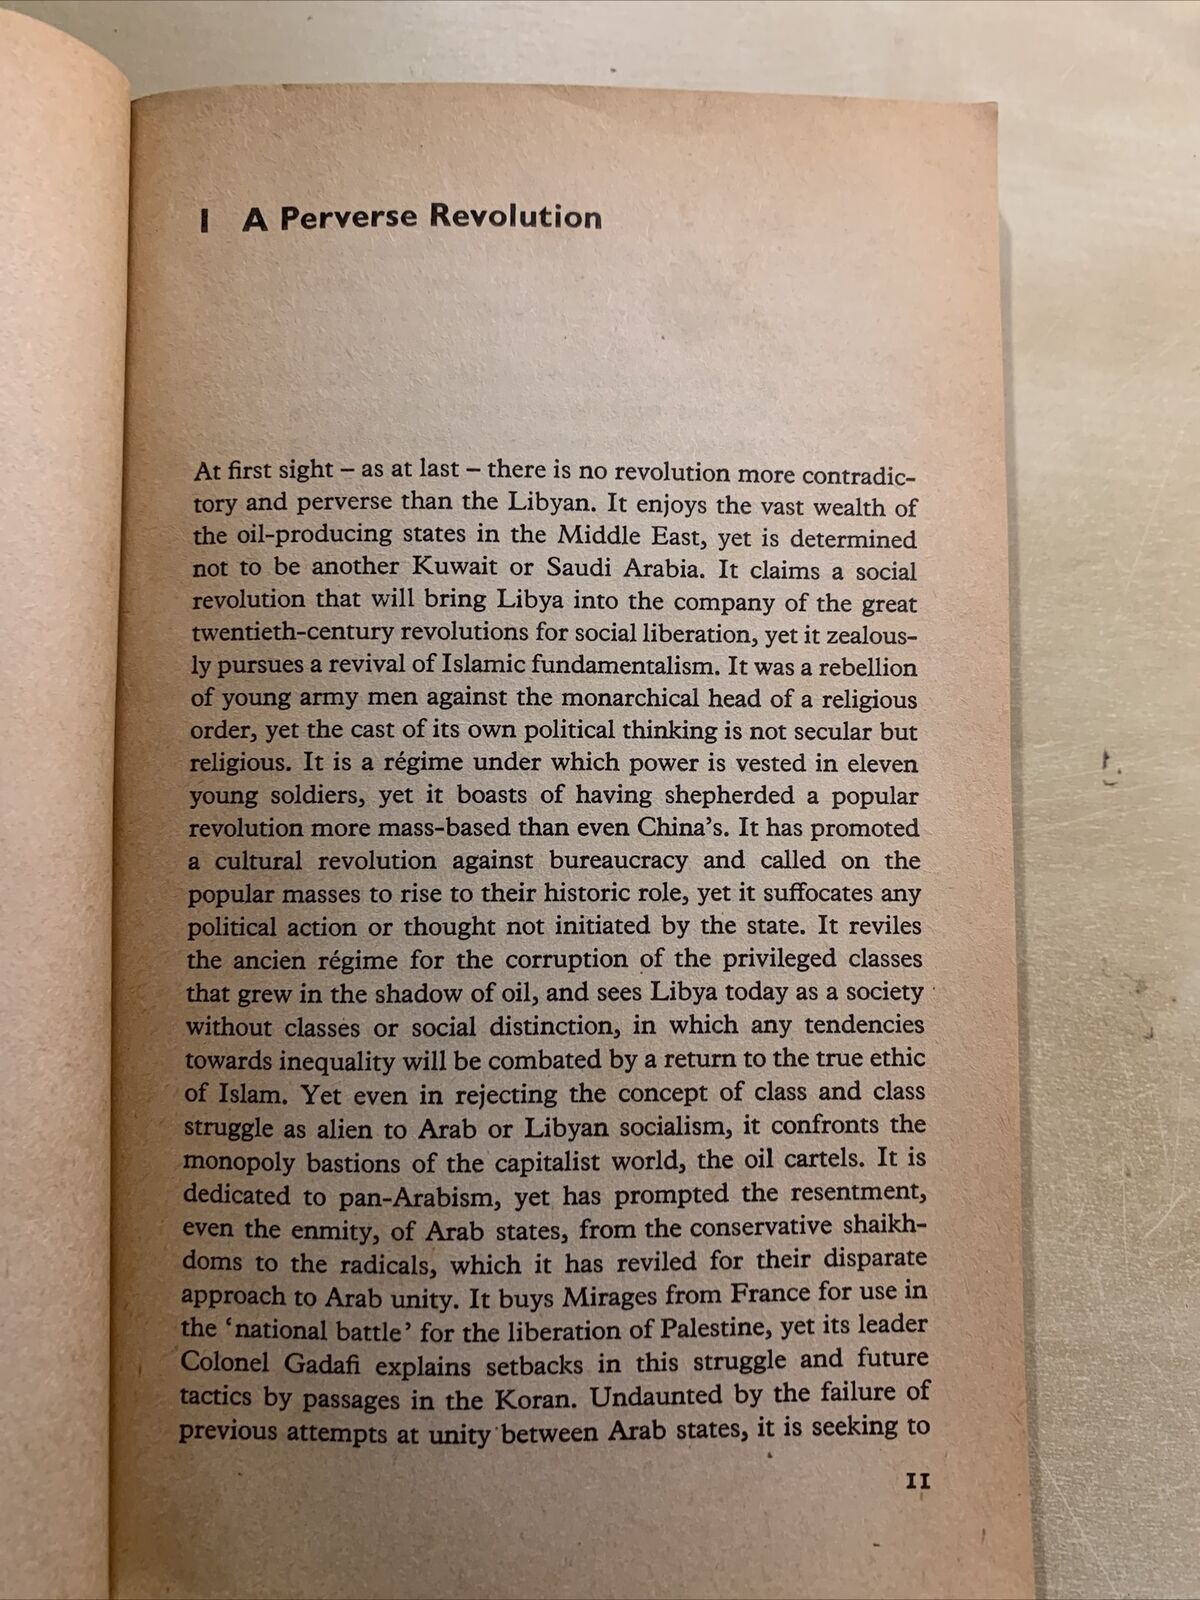 1 A Perverse Revolution
At first sight – as at last – there is no revolution more contradic-
tory and perverse than the Libyan. It enjoys the vast wealth of
the oil-producing states in the Middle East, yet is determined
not to be another Kuwait or Saudi Arabia. It claims a social
revolution that will bring Libya into the company of the great
twentieth-century revolutions for social liberation, yet it zealous-
ly pursues a revival of Islamic fundamentalism. It was a rebellion
of young army men against the monarchical head of a religious
order, yet the cast of its own political thinking is not secular but
religious. It is a régime under which power is vested in eleven
young soldiers, yet it boasts of having shepherded a popular
revolution more mass-based than even China's. It has promoted
a cultural revolution against bureaucracy and called on the
popular masses to rise to their historic role, yet it suffocates any
political action or thought not initiated by the state. It reviles
the ancien régime for the corruption of the privileged classes
that grew in the shadow of oil, and sees Libya today as a society
without classes or social distinction, in which any tendencies
towards inequality will be combated by a return to the true ethic
of Islam. Yet even in rejecting the concept of class and class
struggle as alien to Arab or Libyan socialism, it confronts the
monopoly bastions of the capitalist world, the oil cartels. It is
dedicated to pan-Arabism, yet has prompted the resentment,
even the enmity, of Arab states, from the conservative shaikh-
doms to the radicals, which it has reviled for their disparate
approach to Arab unity. It buys Mirages from France for use in
the ‘national battle’ for the liberation of Palestine, yet its leader
Colonel Gadafi explains setbacks in this struggle and future
tactics by passages in the Koran. Undaunted by the failure of
previous attempts at unity between Arab states, it is seeking to
11